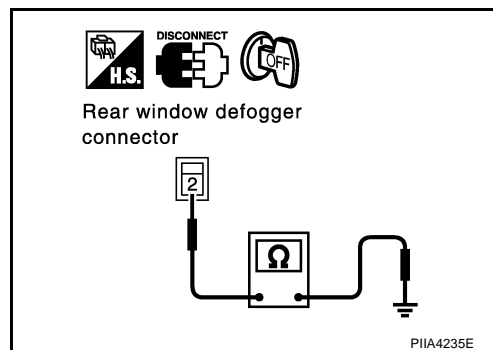 DISCONNECT
H.S.
OFF
Rear window defogger
connector
2
Ω
PIIA4235E